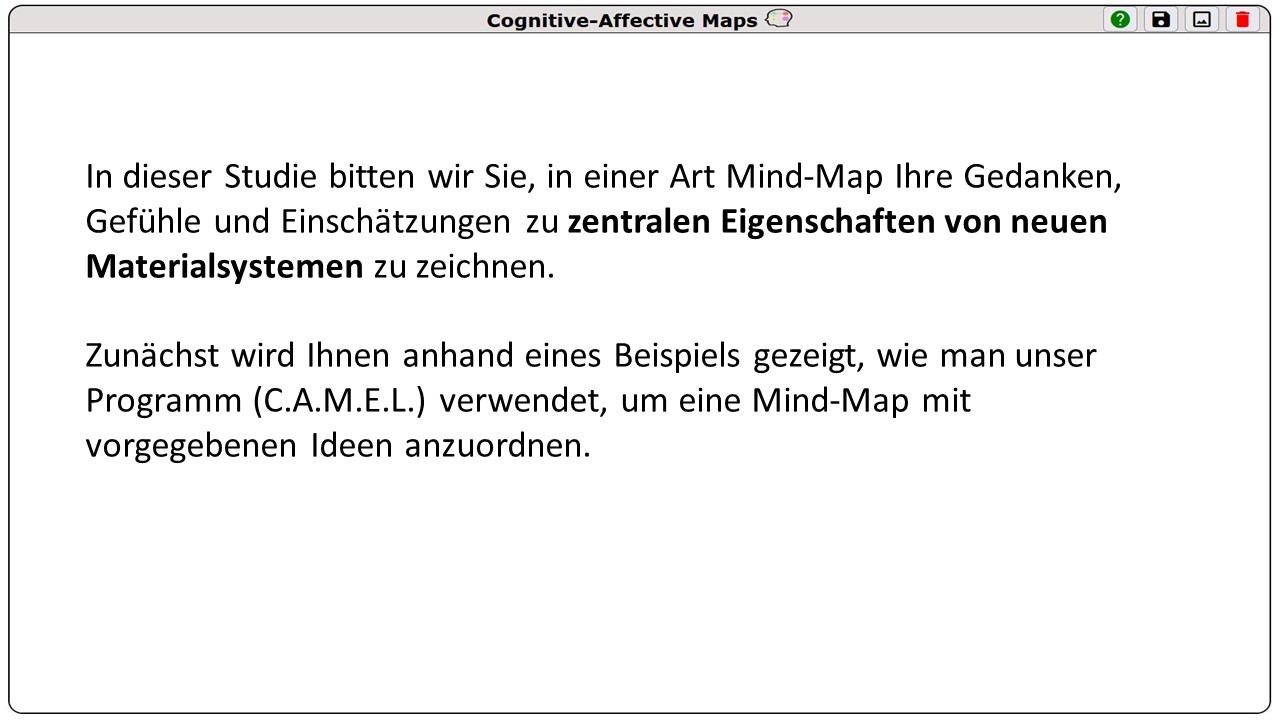 Cognitive-Affective Maps
In dieser Studie bitten wir Sie, in einer Art Mind-Map Ihre Gedanken,
Gefühle und Einschätzungen zu zentralen Eigenschaften von neuen
Materialsystemen zu zeichnen.
Zunächst wird Ihnen anhand eines Beispiels gezeigt, wie man unser
Programm (C.A.M.E.L.) verwendet, um eine Mind-Map mit
vorgegebenen Ideen anzuordnen.